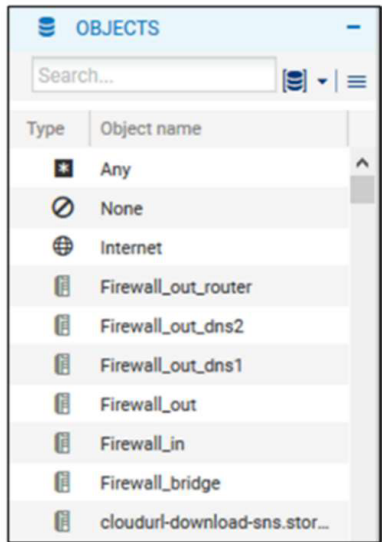 OBJECTS
Search...
Type Object name
Any
None
Internet
Firewall_out_router
Firewall_out_dns2
Firewall_out_dns1
Firewall_out
Firewall_in
Firewall_bridge
cloudurl-download-sns.stor...